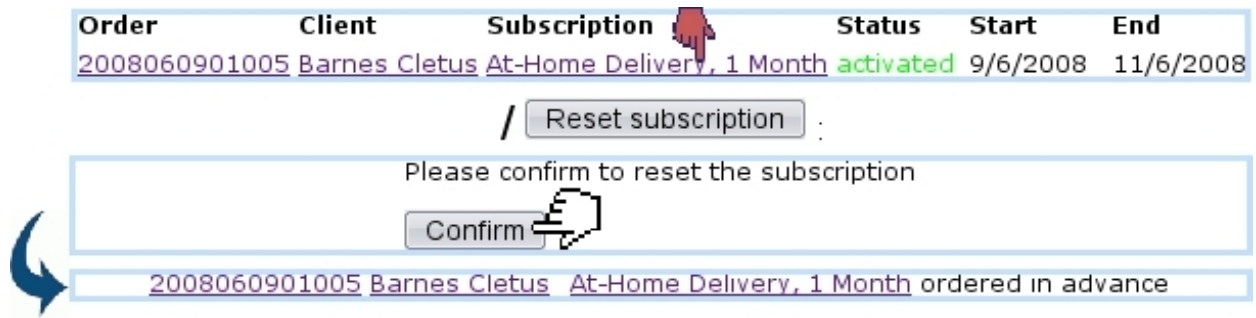 Order Client Subscription Status Start End
2008060901005 Barnes Cletus At-Home Delivery, 1 Month activated 9/6/2008 11/6/2008
/ Reset subscription :
Please confirm to reset the subscription
Confirm
2008060901005 Barnes Cletus At-Home Delivery, 1 Month ordered in advance